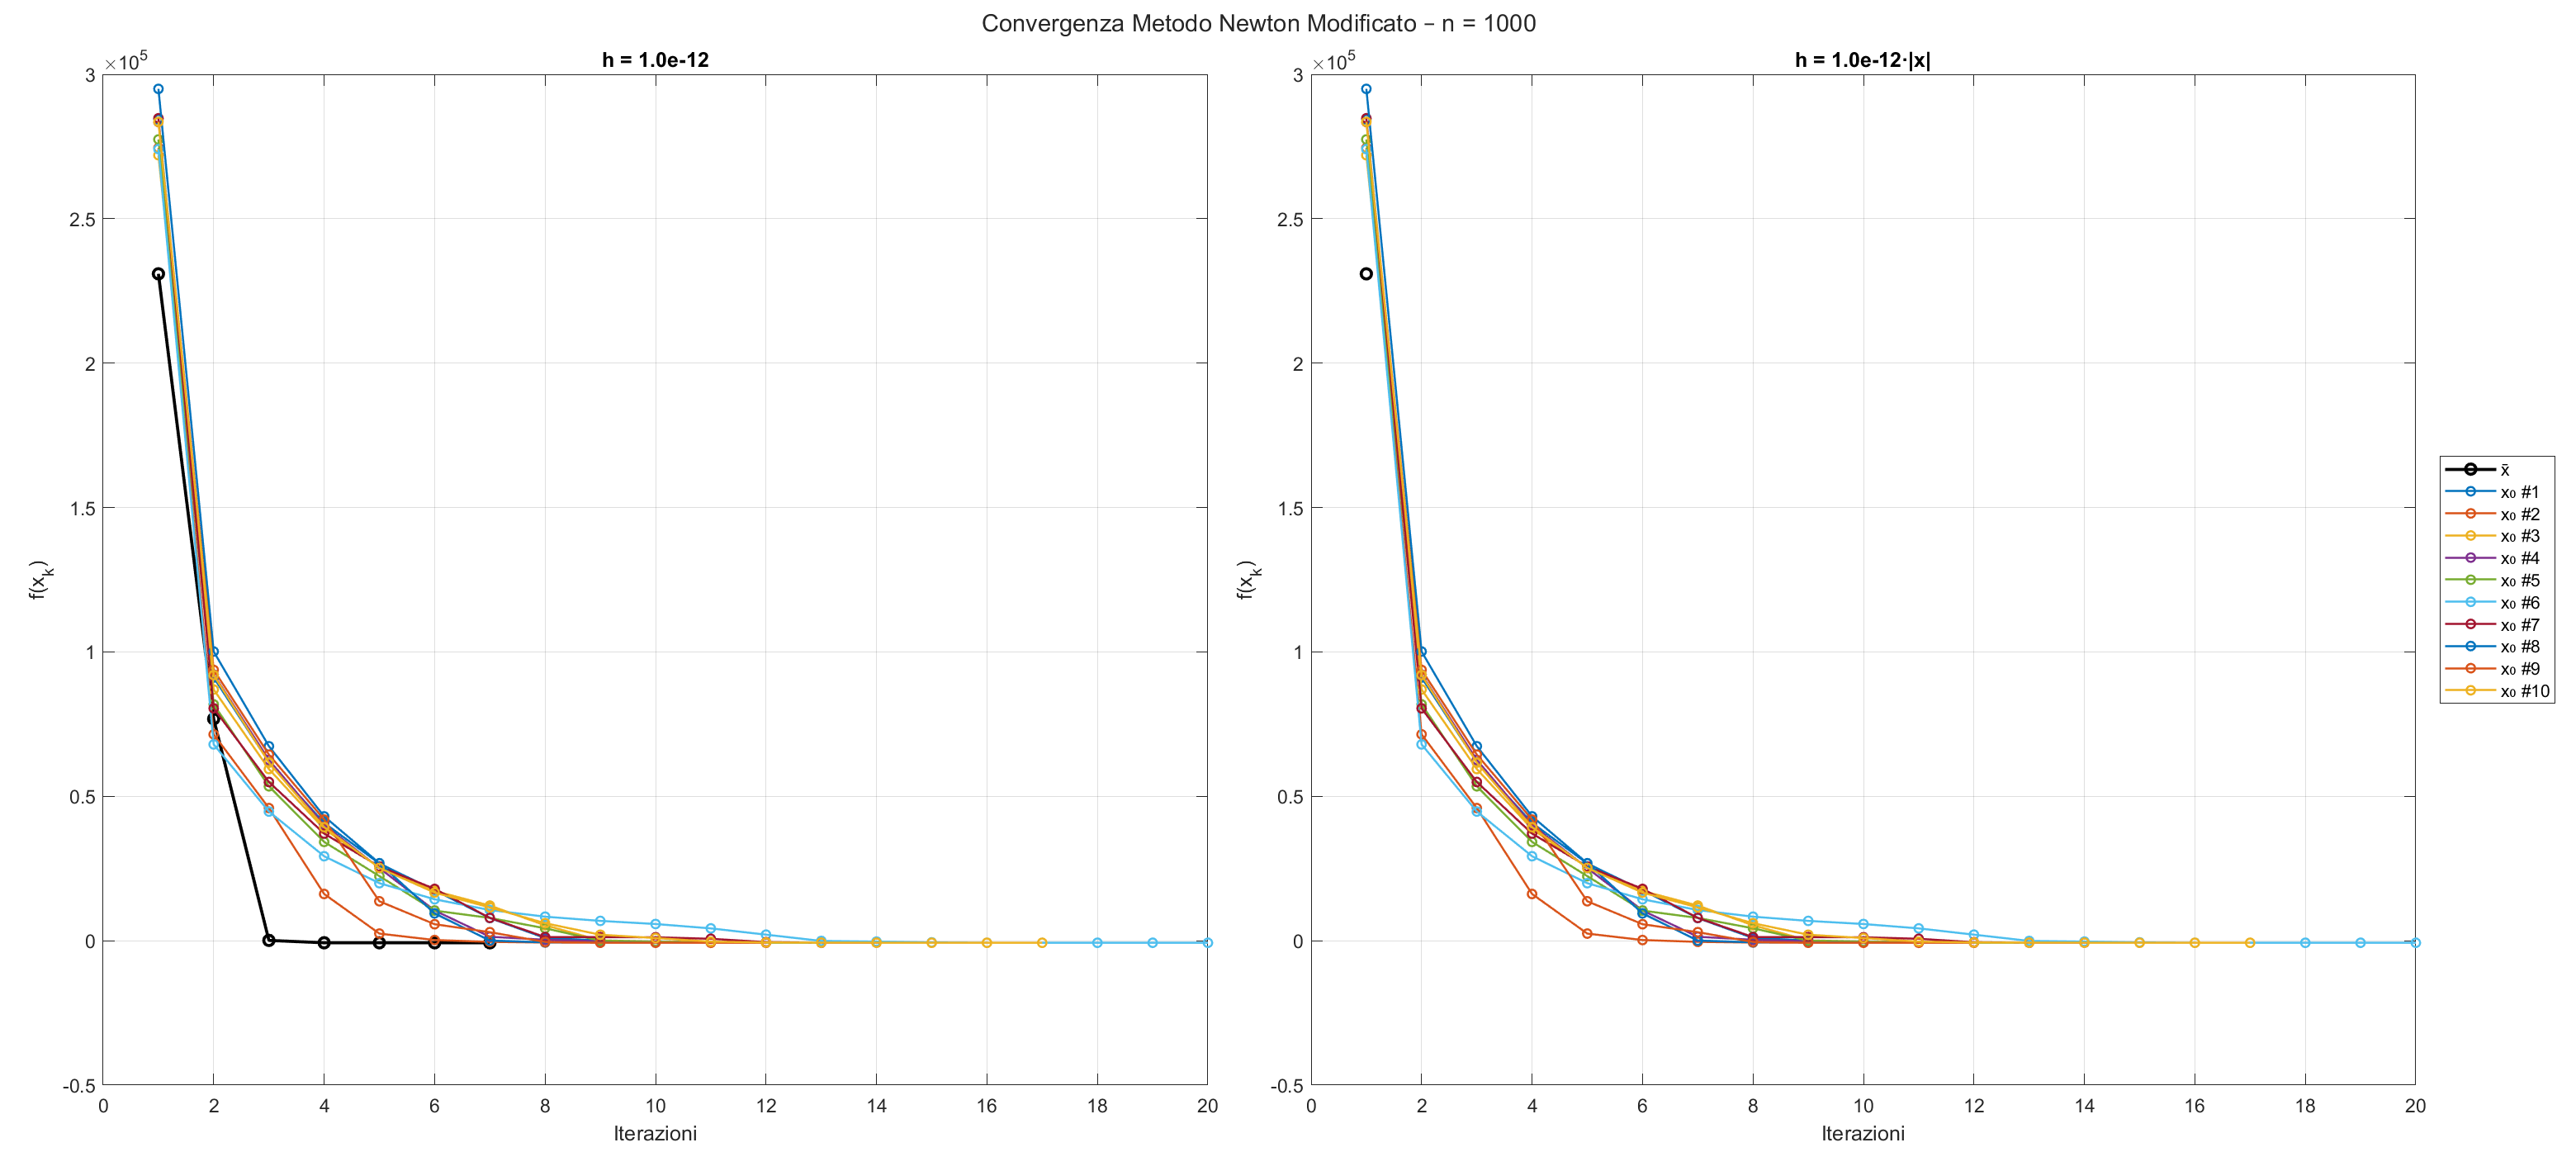 Convergenza Metodo Newton Modificato – n = 1000
h = 1.0e-12
×10⁵
3
2.5
2
1.5
1
0.5
0
-0.5
f(xₖ)
0 2 4 6 8 10 12 14 16 18 20
Iterazioni
h = 1.0e-12·|x|
×10⁵
3
2.5
2
1.5
1
0.5
0
-0.5
f(xₖ)
0 2 4 6 8 10 12 14 16 18 20
Iterazioni
x̄
x₀ #1
x₀ #2
x₀ #3
x₀ #4
x₀ #5
x₀ #6
x₀ #7
x₀ #8
x₀ #9
x₀ #10